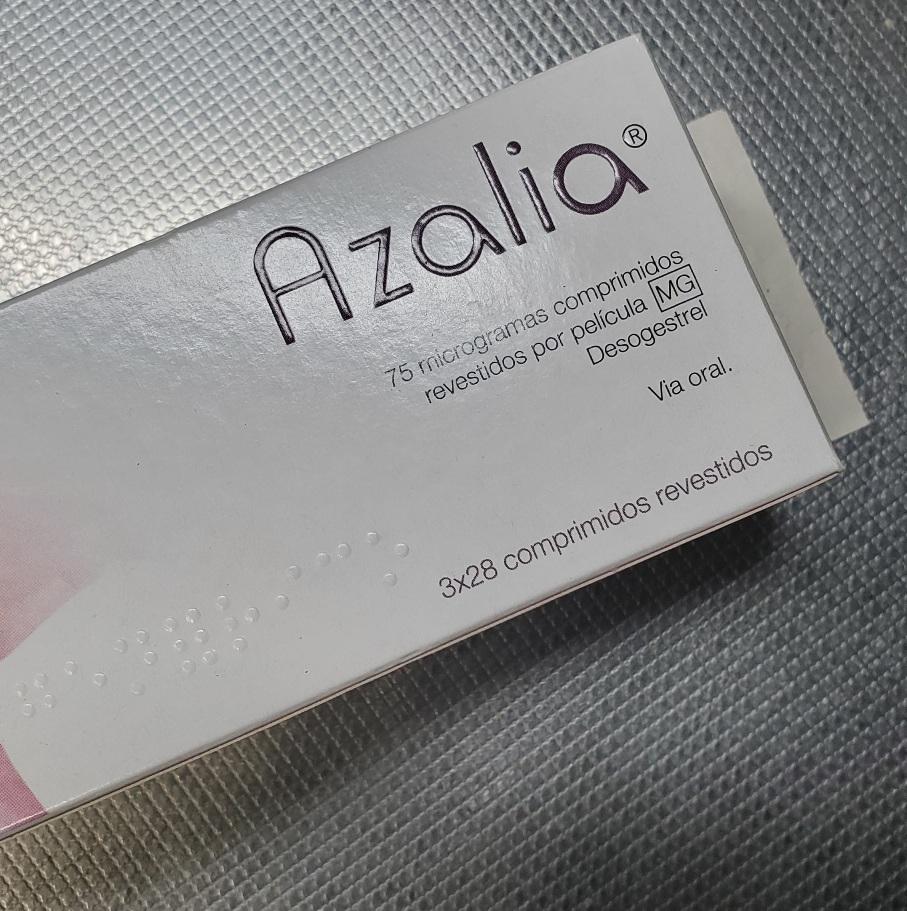 Azalia®
75 microgramas comprimidos
revestidos por película MG
Desogestrel
Via oral.
3x28 comprimidos revestidos